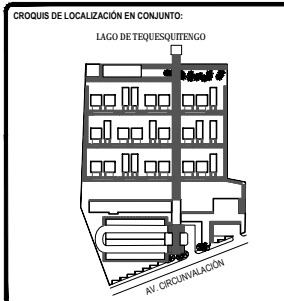 CROQUIS DE LOCALIZACIÓN EN CONJUNTO:
LAGO DE TEQUESQUITENGO
AV. CIRCUNVALACIÓN